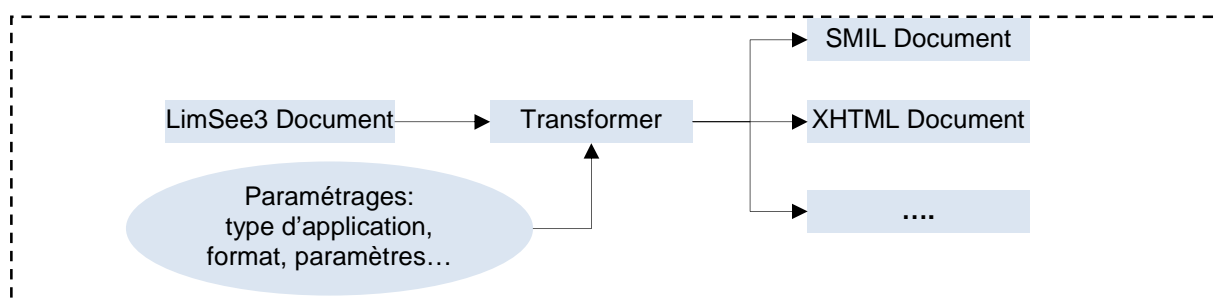 SMIL Document
LimSee3 Document
Transformer
XHTML Document
Paramétrages:
type d’application,
format, paramètres…
….